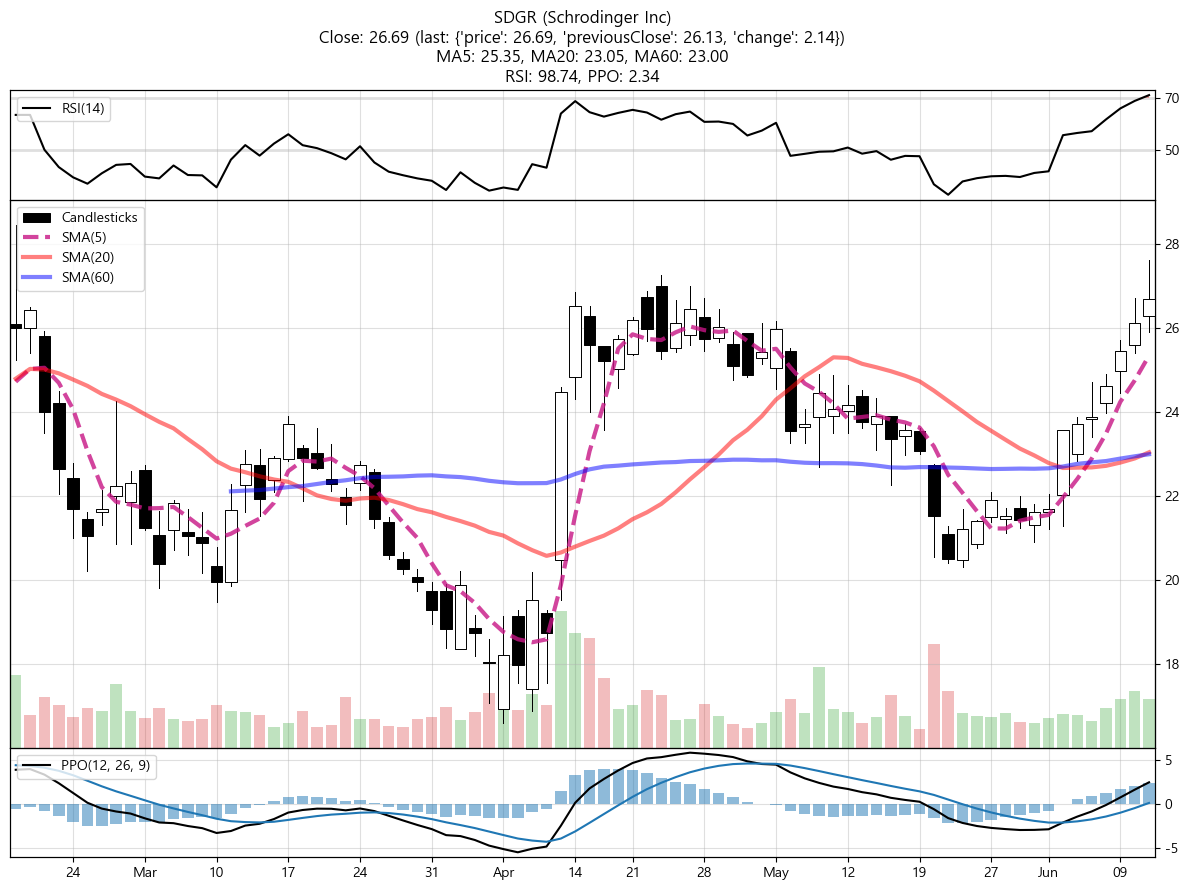 SDGR (Schrodinger Inc)
Close: 26.69 (last: {'price': 26.69, 'previousClose': 26.13, 'change': 2.14})
MA5: 25.35, MA20: 23.05, MA60: 23.00
RSI: 98.74, PPO: 2.34
RSI(14)
70
50
Candlesticks
SMA(5)
SMA(20)
SMA(60)
28
26
24
22
20
18
PPO(12, 26, 9)
5
0
-5
24 Mar 10 17 24 31 Apr 14 21 28 May 12 19 27 Jun 09